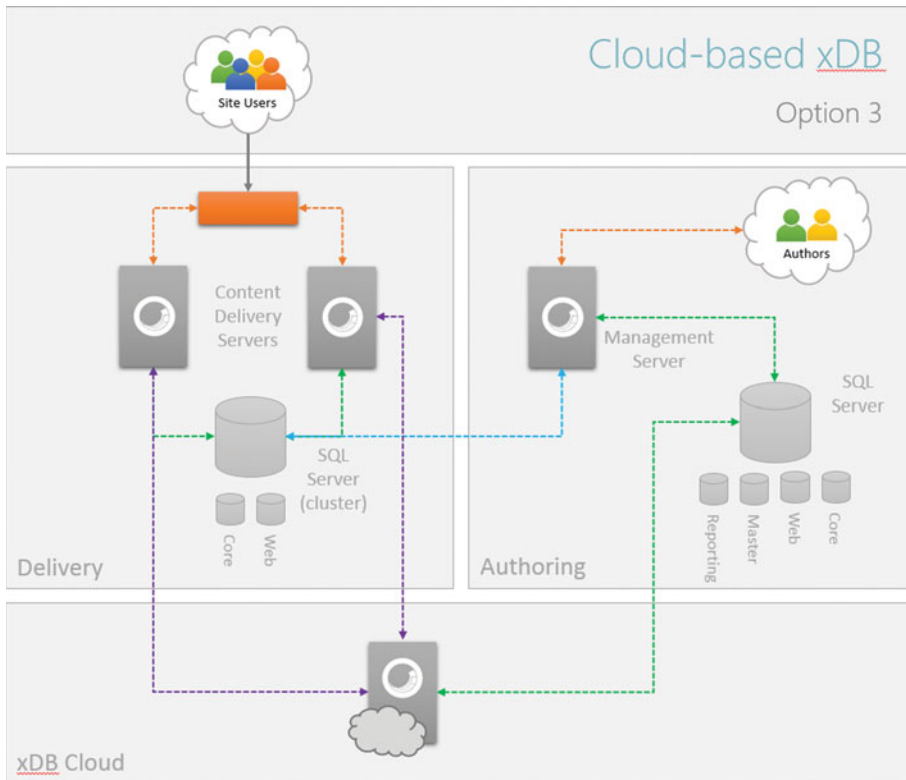 Cloud-based xDB
Option 3
Site Users
Authors
Content
Delivery
Servers
Management
Server
SQL
Server
SQL
Server
(cluster)
Core
Web
Reporting
Master
Web
Core
Delivery
Authoring
xDB Cloud